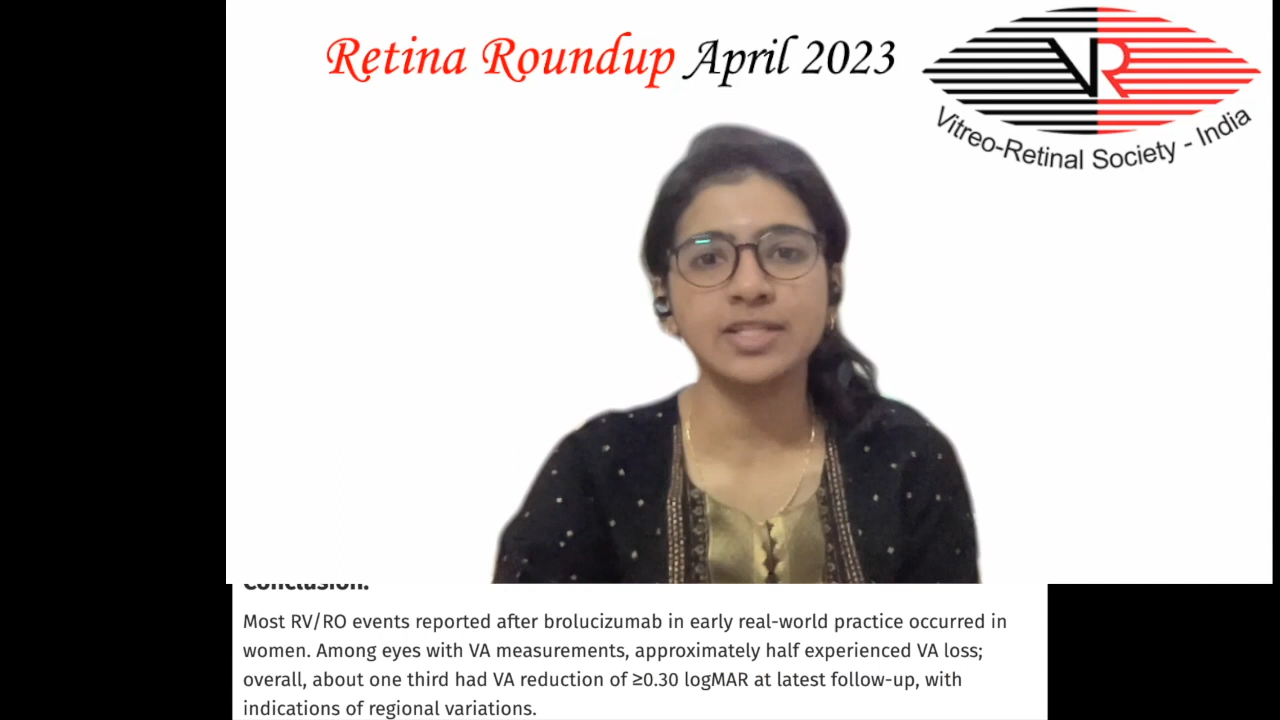 Retina Roundup April 2023
VR
Vitreo-Retinal Society - India
Conclusion:
Most RV/RO events reported after brolucizumab in early real-world practice occurred in
women. Among eyes with VA measurements, approximately half experienced VA loss;
overall, about one third had VA reduction of ≥0.30 logMAR at latest follow-up, with
indications of regional variations.